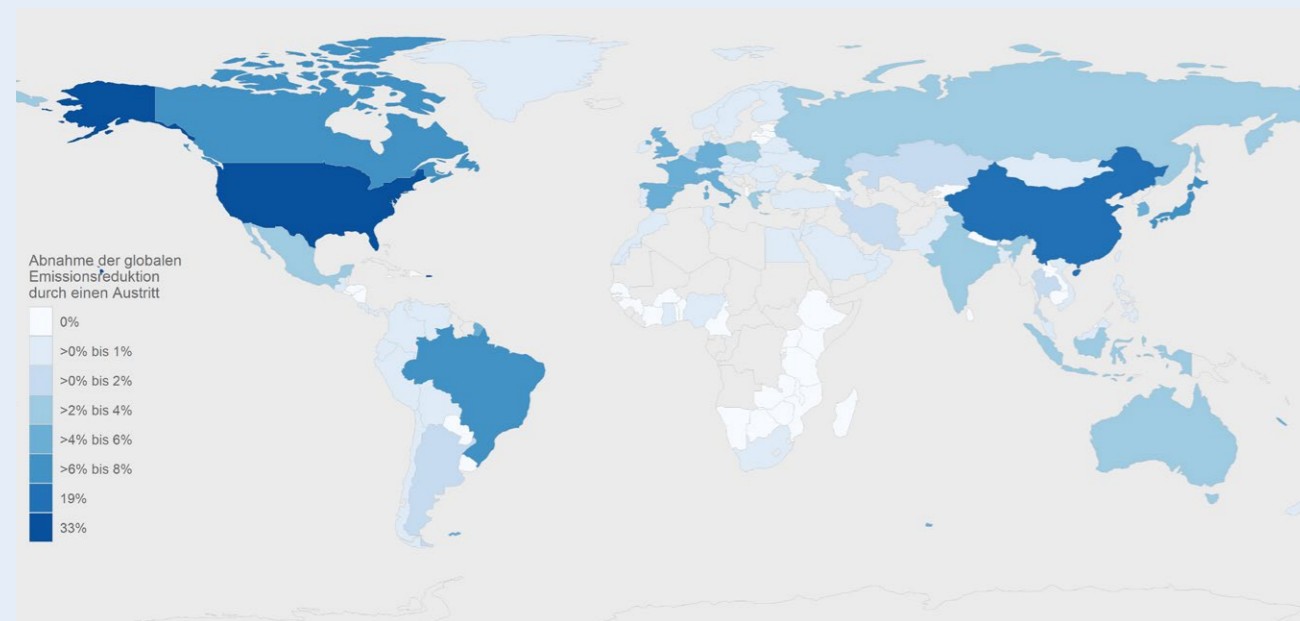 Abnahme der globalen
Emissionsreduktion
durch einen Austritt
0%
>0% bis 1%
>0% bis 2%
>2% bis 4%
>4% bis 6%
>6% bis 8%
19%
33%